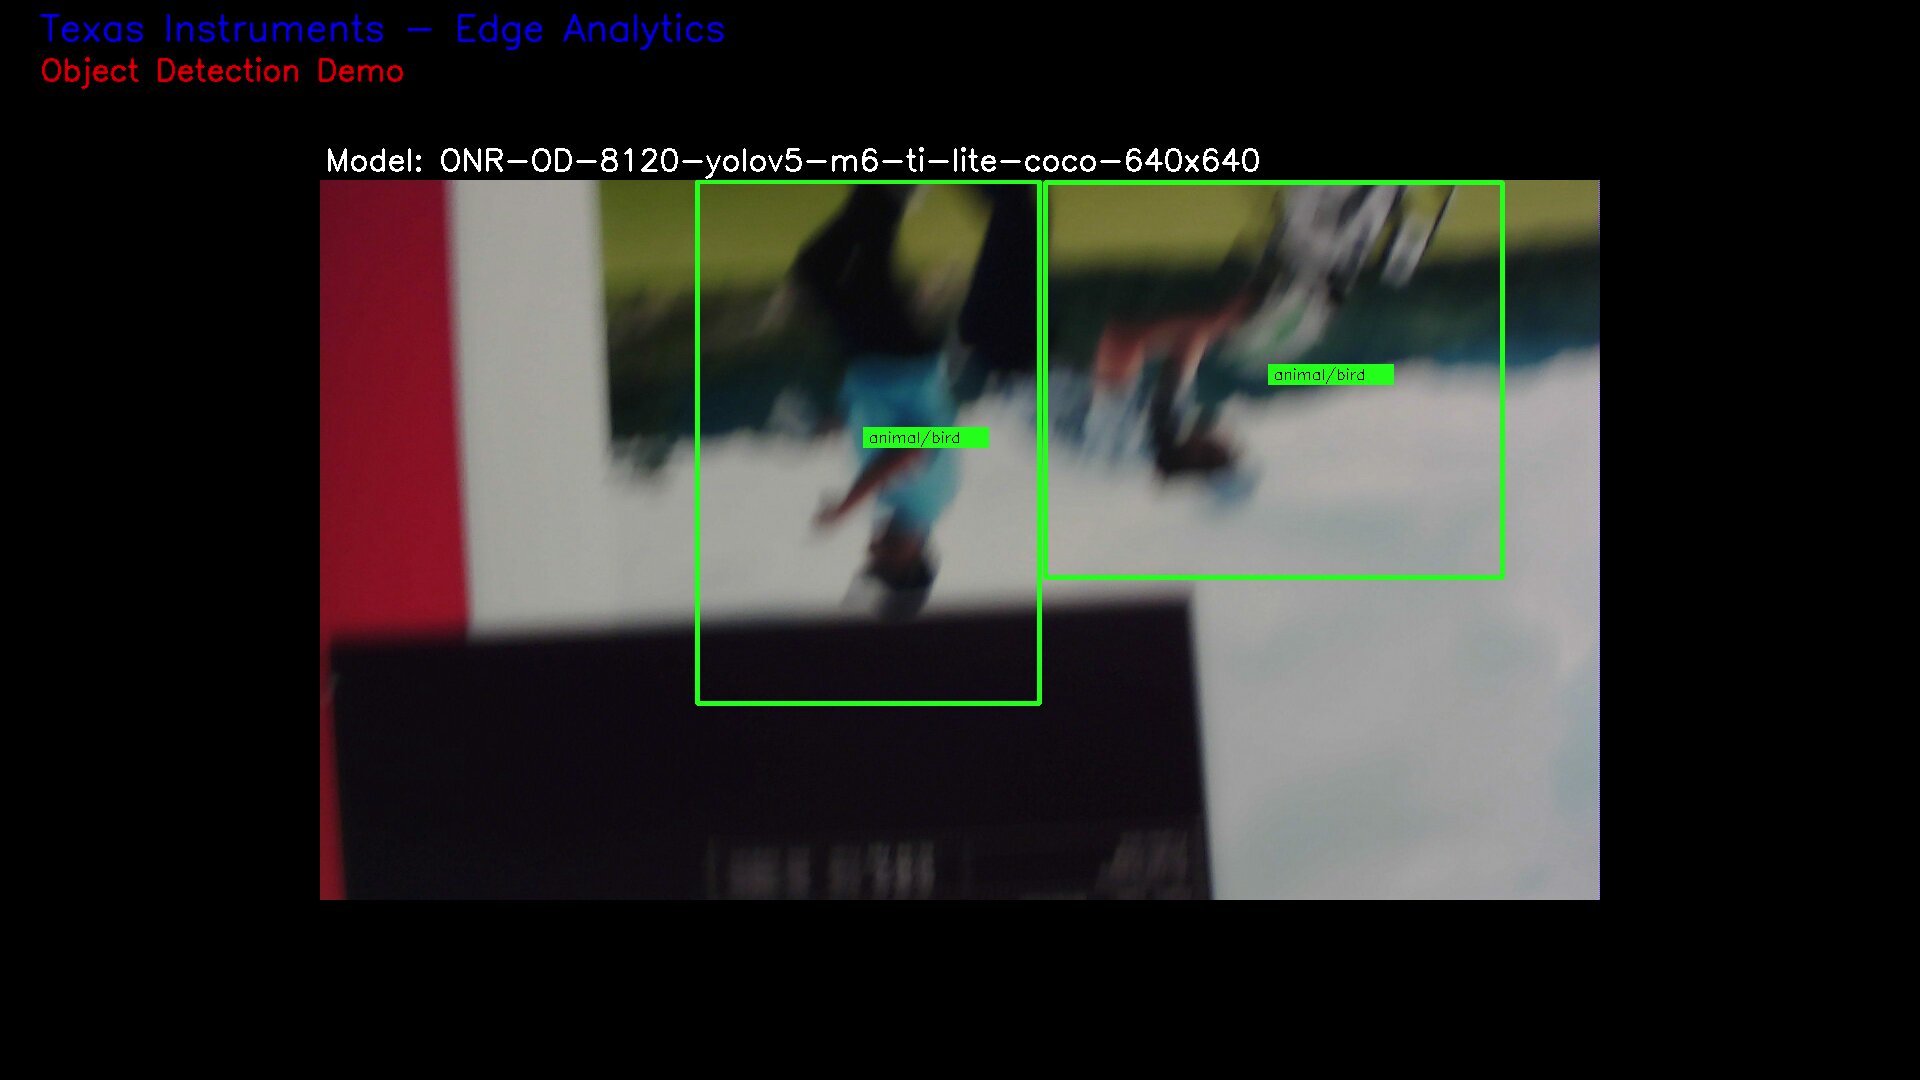 Texas Instruments - Edge Analytics
Object Detection Demo
Model: ONR-OD-8120-yolov5-m6-ti-lite-coco-640x640
animal/bird
animal/bird